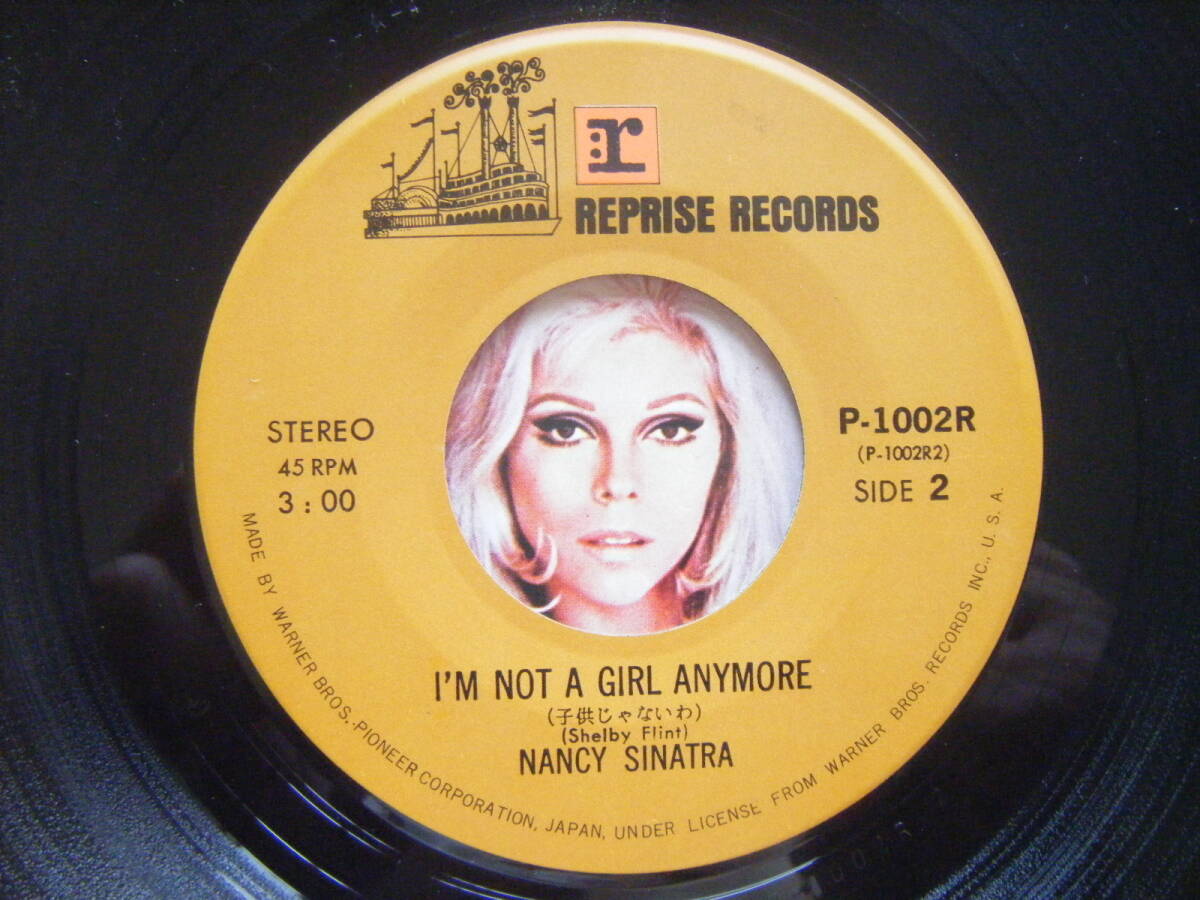 r
REPRISE RECORDS
STEREO
45 RPM
3 : 00
P-1002R
(P-1002R2)
SIDE 2
I'M NOT A GIRL ANYMORE
(子供じゃないわ)
(Shelby Flint)
NANCY SINATRA
MADE BY WARNER BROS.-PIONEER CORPORATION, JAPAN, UNDER LICENSE FROM WARNER BROS. RECORDS INC., U. S. A.